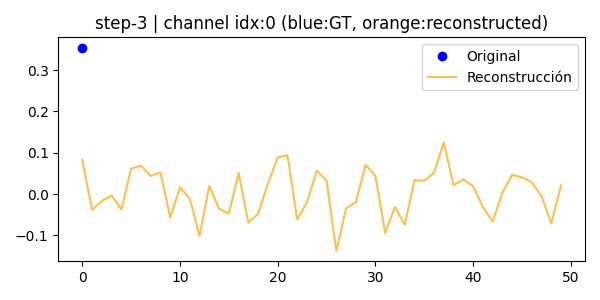 step-3 | channel idx:0 (blue:GT, orange:reconstructed)
Original
Reconstrucción
0.3
0.2
0.1
0.0
−0.1
0 10 20 30 40 50